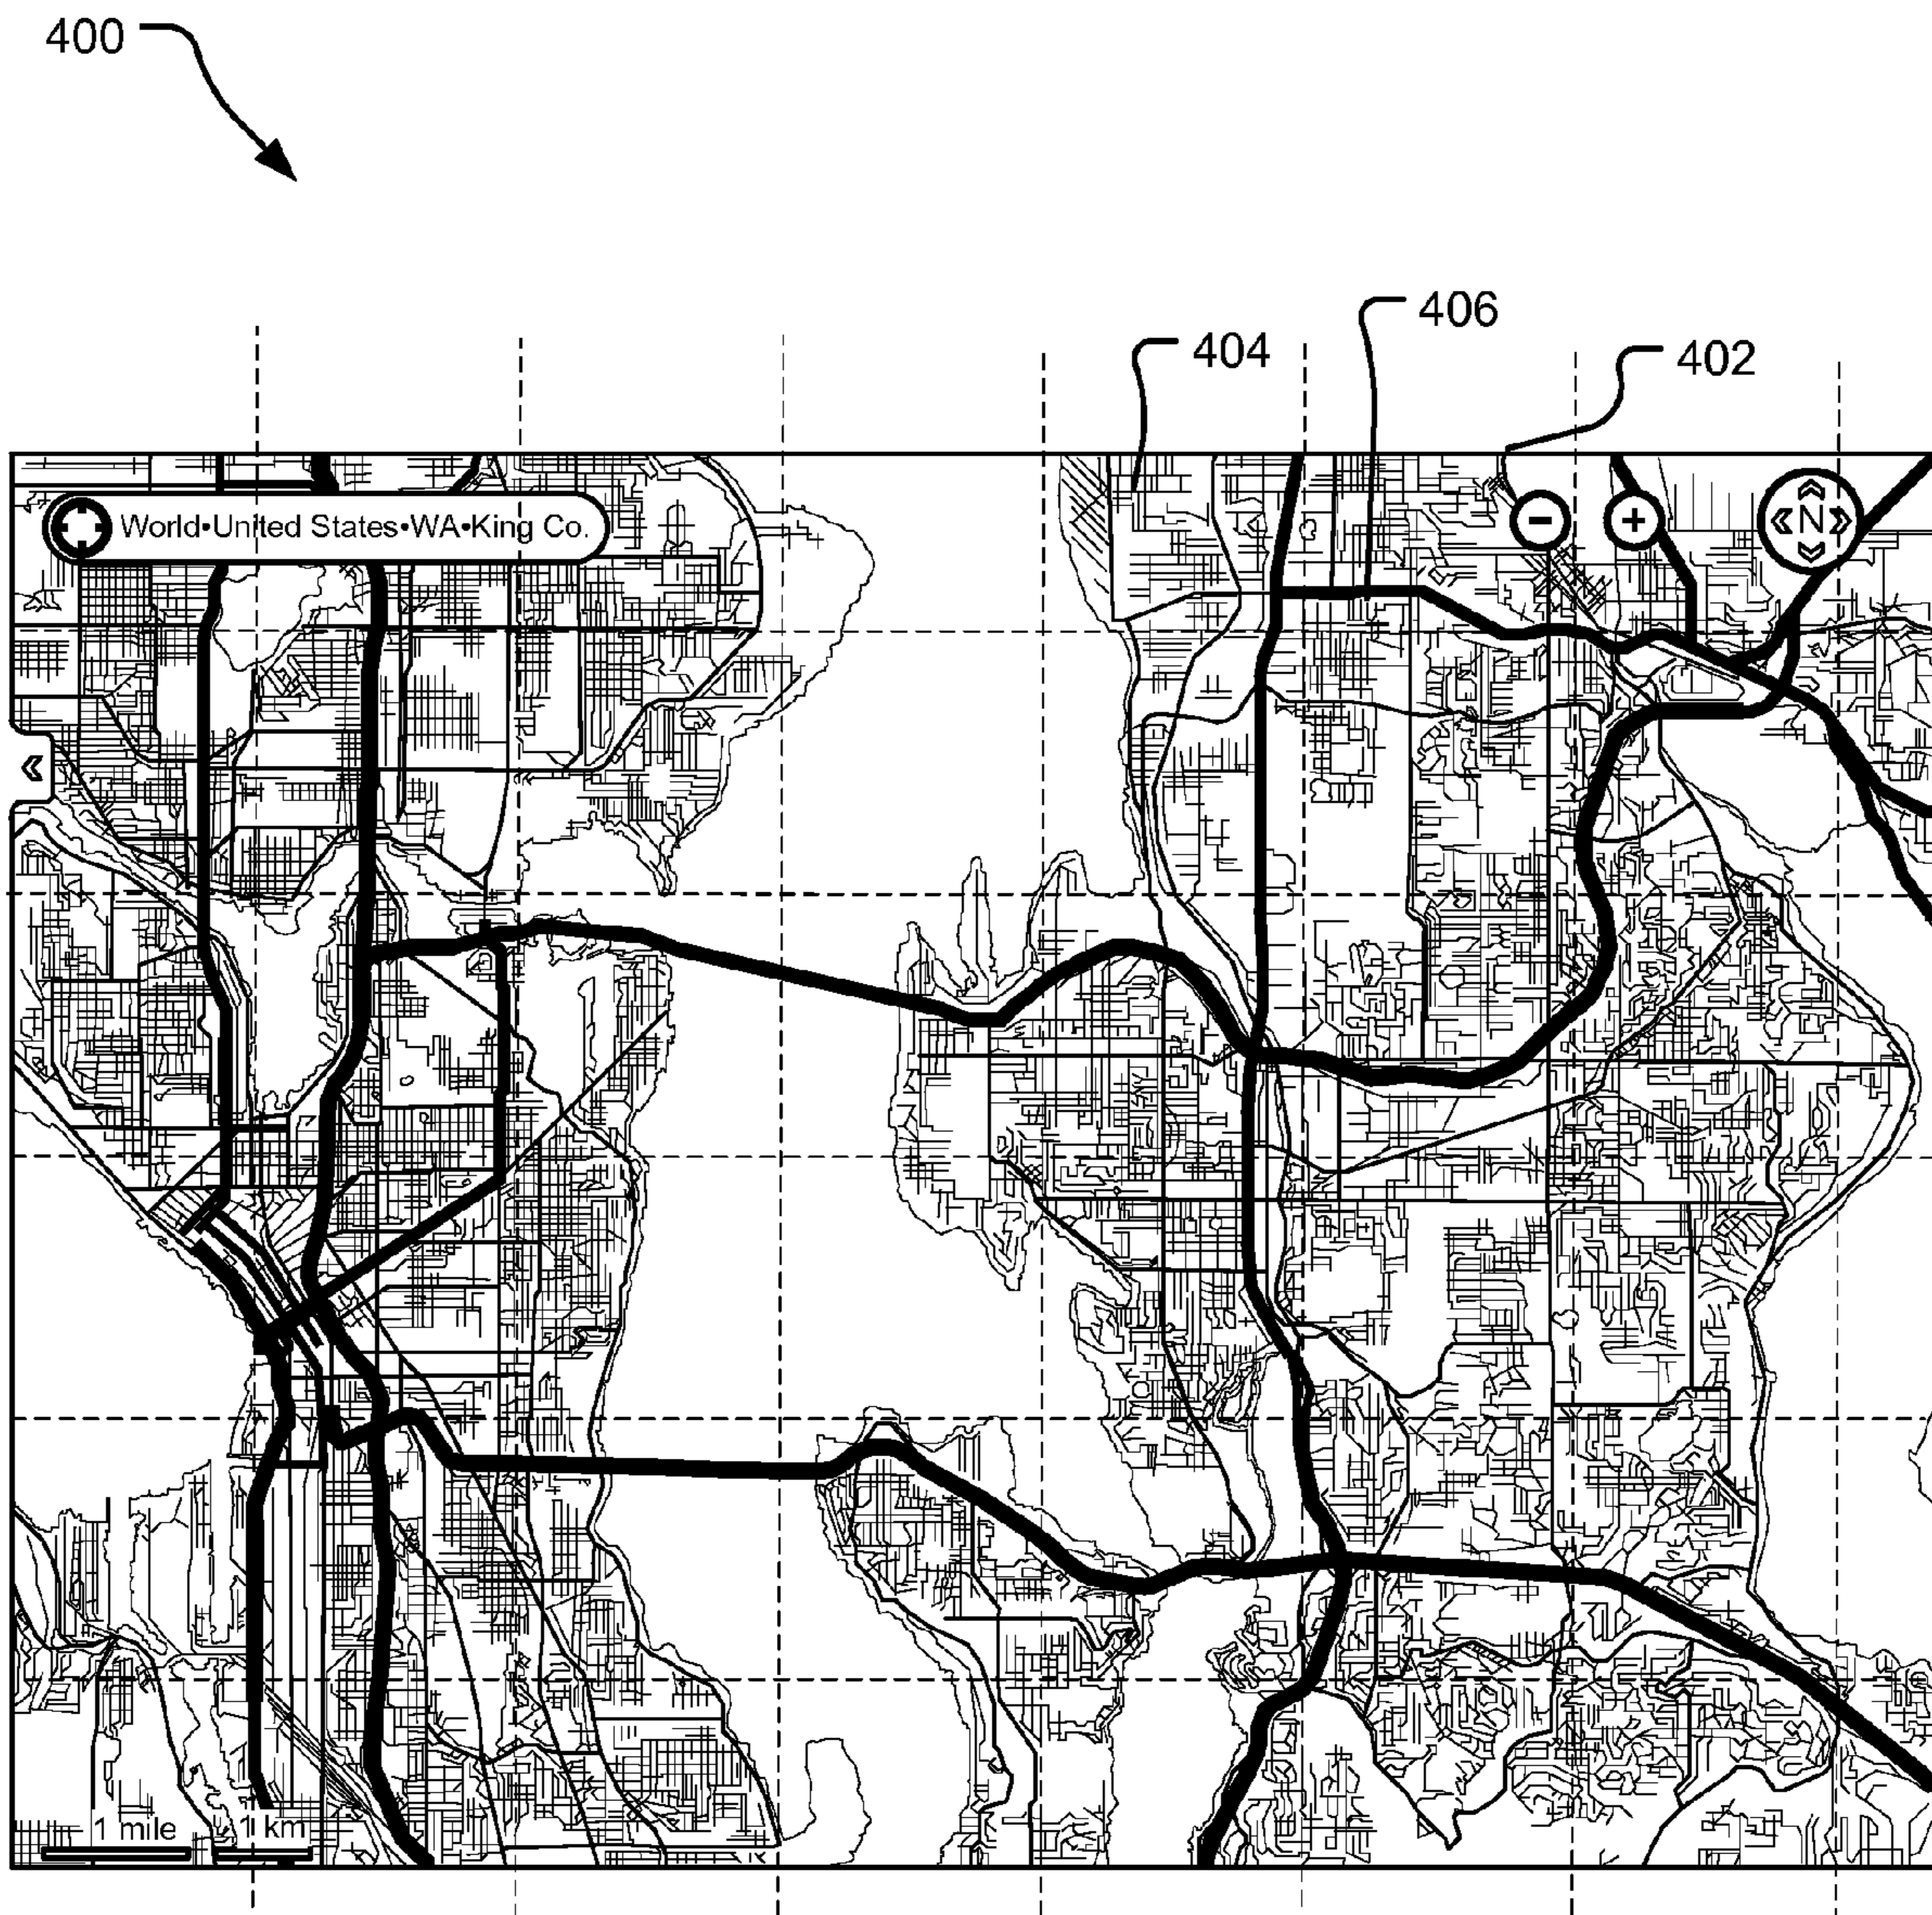 400
406
404
402
World•United States•WA•King Co.
- + N
1 mile 1 km